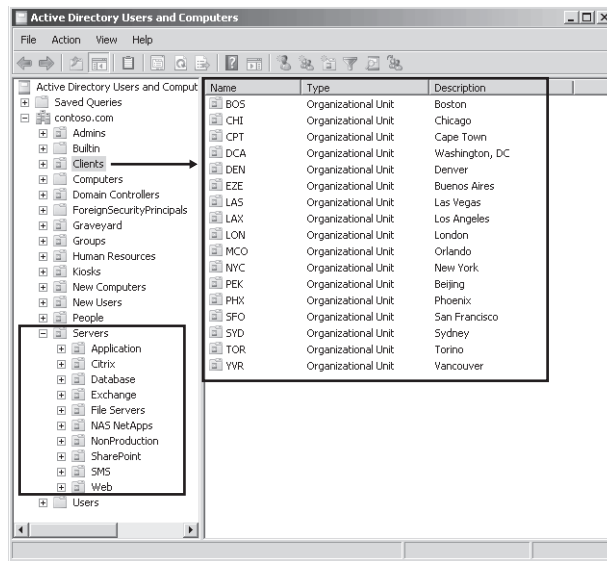 Active Directory Users and Computers
File Action View Help
Active Directory Users and Comput
Saved Queries
contoso.com
Admins
Builtin
Clients
Computers
Domain Controllers
ForeignSecurityPrincipals
Graveyard
Groups
Human Resources
Kiosks
New Computers
New Users
People
Servers
Application
Citrix
Database
Exchange
File Servers
NAS NetApps
NonProduction
SharePoint
SMS
Web
Users
Name Type Description
BOS Organizational Unit Boston
CHI Organizational Unit Chicago
CPT Organizational Unit Cape Town
DCA Organizational Unit Washington, DC
DEN Organizational Unit Denver
EZE Organizational Unit Buenos Aires
LAS Organizational Unit Las Vegas
LAX Organizational Unit Los Angeles
LON Organizational Unit London
MCO Organizational Unit Orlando
NYC Organizational Unit New York
PEK Organizational Unit Beijing
PHX Organizational Unit Phoenix
SFO Organizational Unit San Francisco
SYD Organizational Unit Sydney
TOR Organizational Unit Torino
YVR Organizational Unit Vancouver